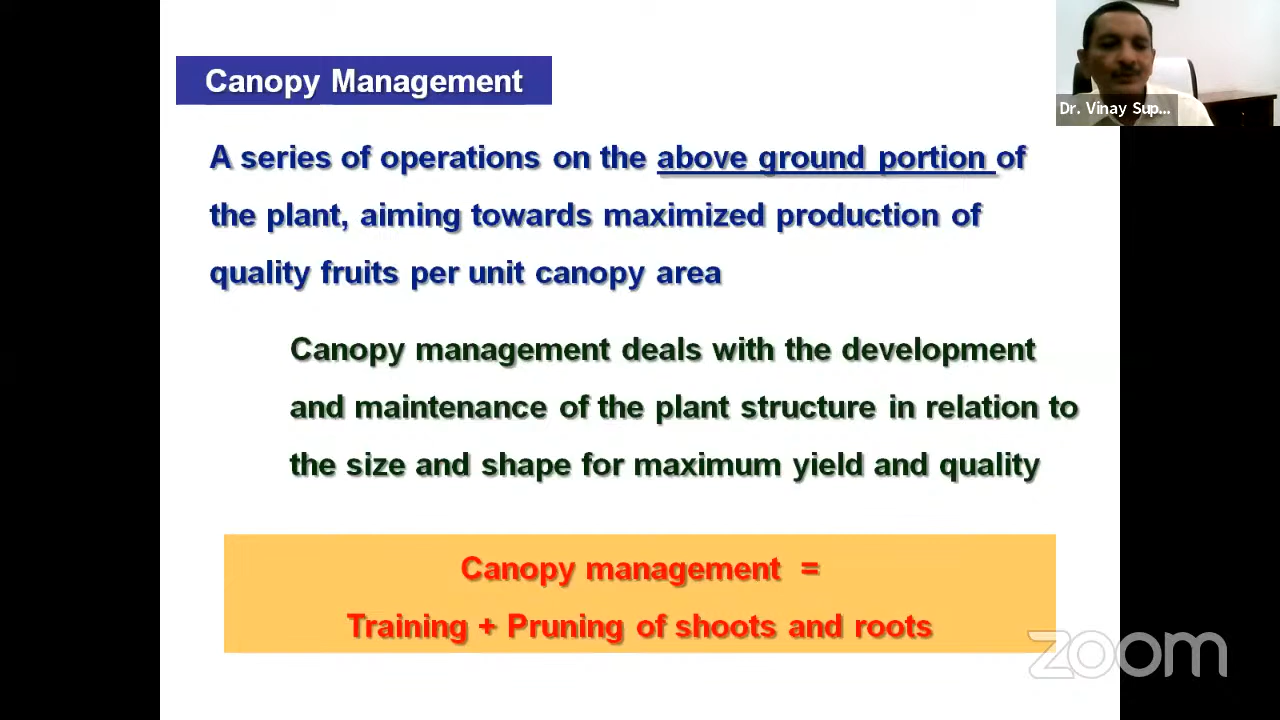 Canopy Management
Dr. Vinay Sup...
A series of operations on the above ground portion of
the plant, aiming towards maximized production of
quality fruits per unit canopy area
Canopy management deals with the development
and maintenance of the plant structure in relation to
the size and shape for maximum yield and quality
Canopy management =
Training + Pruning of shoots and roots
zoom